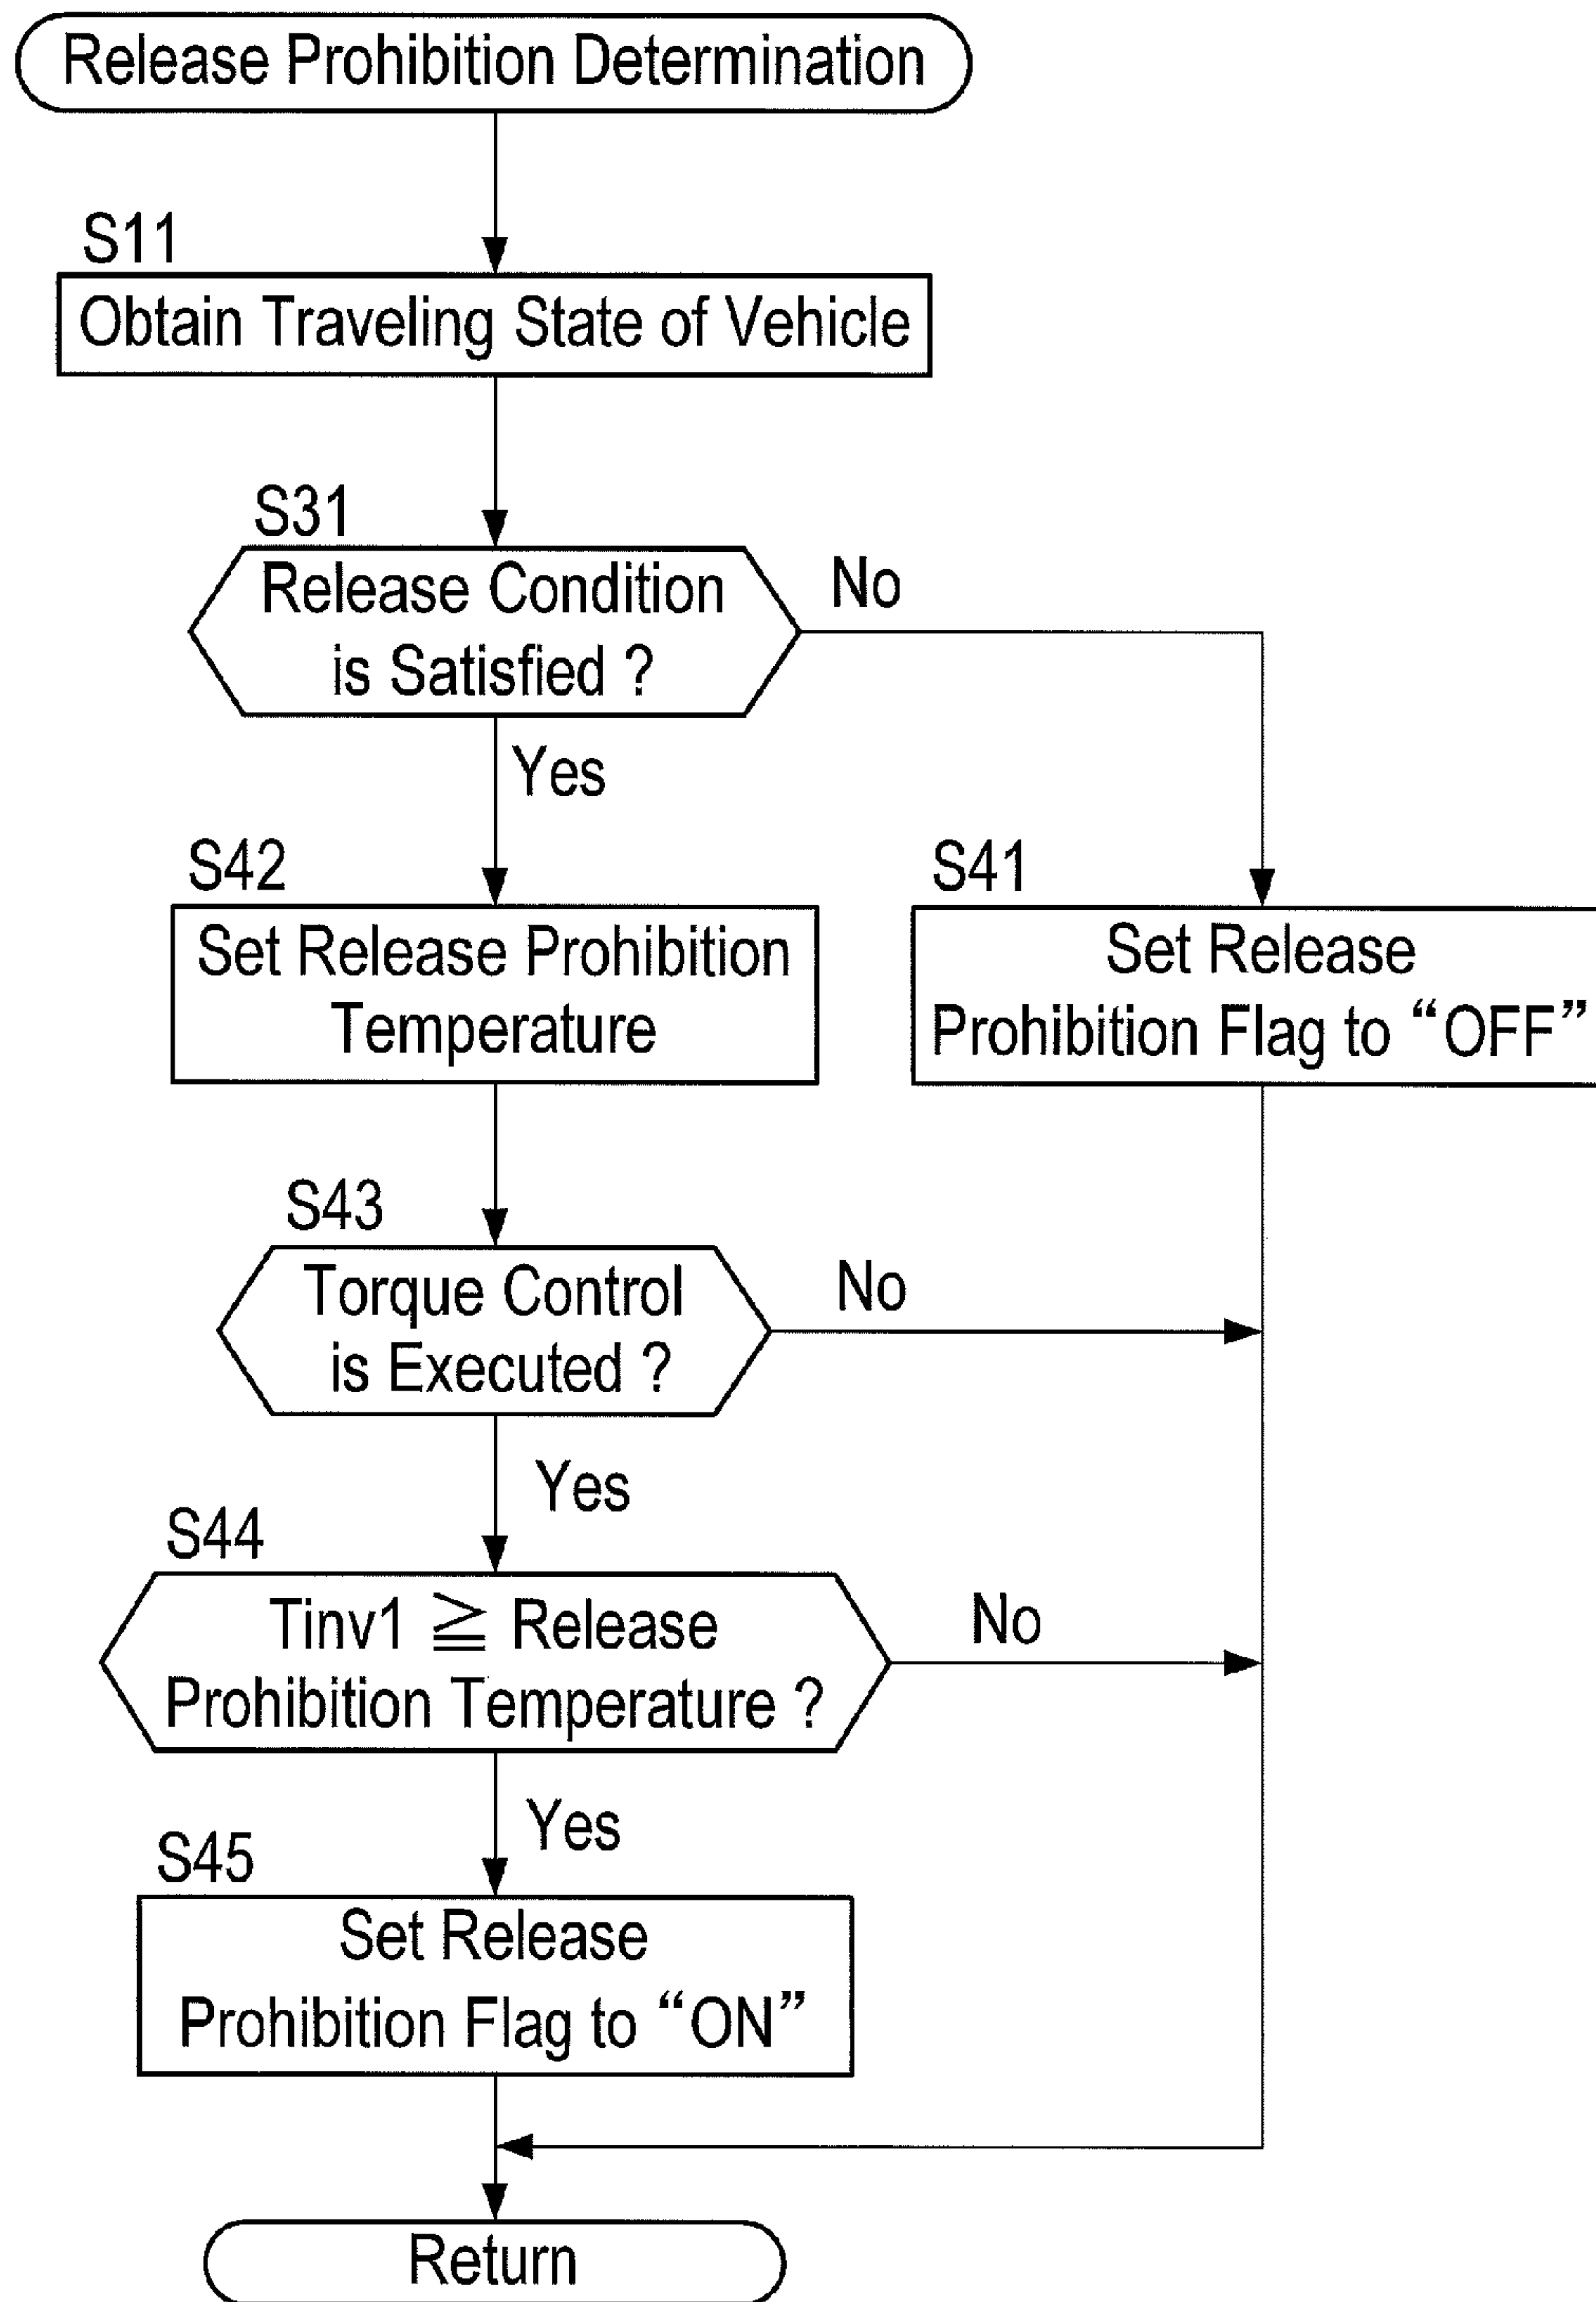 Release Prohibition Determination
S11
Obtain Traveling State of Vehicle
S31
Release Condition
is Satisfied ?
No
Yes
S42
Set Release Prohibition
Temperature
S41
Set Release
Prohibition Flag to “OFF”
S43
Torque Control
is Executed ?
No
Yes
S44
Tinv1 ≧ Release
Prohibition Temperature ?
No
Yes
S45
Set Release
Prohibition Flag to “ON”
Return